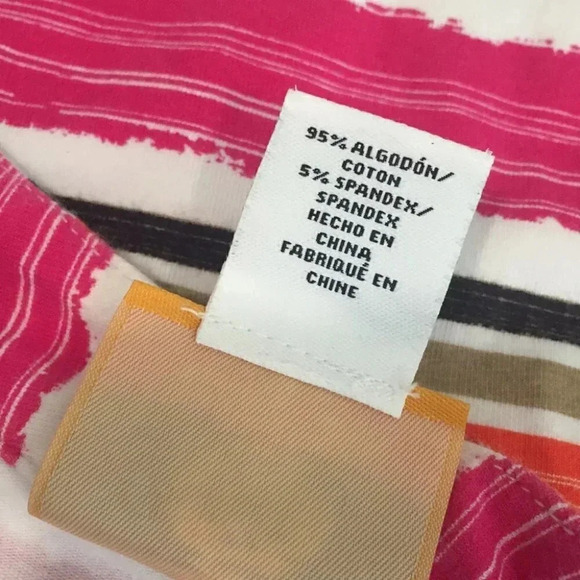 95% ALGODÓN/
COTON
5% SPANDEX/
SPANDEX
HECHO EN
CHINA
FABRIQUÉ EN
CHINE